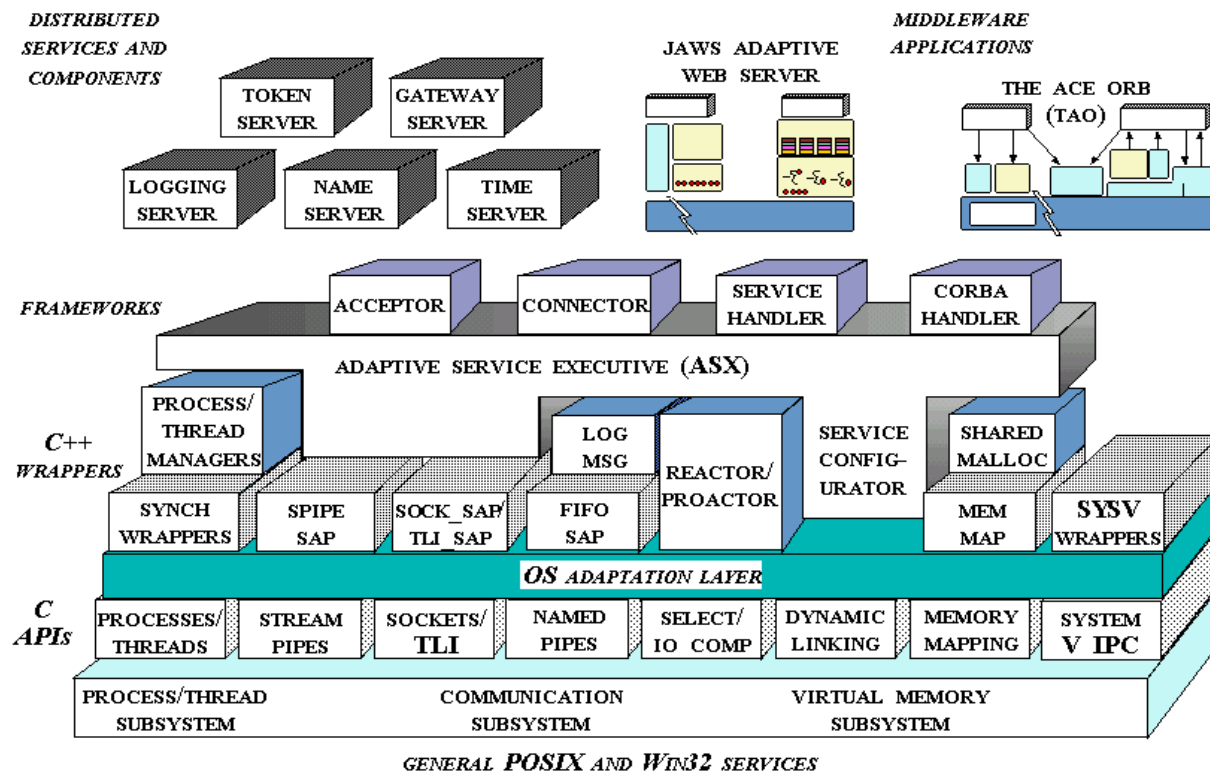 DISTRIBUTED
SERVICES AND
COMPONENTS
TOKEN
SERVER
GATEWAY
SERVER
LOGGING
SERVER
NAME
SERVER
TIME
SERVER
JAWS ADAPTIVE
WEB SERVER
MIDDLEWARE
APPLICATIONS
THE ACE ORB
(TAO)
FRAMEWORKS
ACCEPTOR
CONNECTOR
SERVICE
HANDLER
CORBA
HANDLER
ADAPTIVE SERVICE EXECUTIVE (ASX)
C++
WRAPPERS
PROCESS/
THREAD
MANAGERS
LOG
MSG
REACTOR/
PROACTOR
SERVICE
CONFIG-
URATOR
SHARED
MALLOC
SYNCH
WRAPPERS
SPIPE
SAP
SOCK_SAP/
TLI_SAP
FIFO
SAP
MEM
MAP
SYSV
WRAPPERS
OS ADAPTATION LAYER
C
APIs
PROCESSES/
THREADS
STREAM
PIPES
SOCKETS/
TLI
NAMED
PIPES
SELECT/
IO COMP
DYNAMIC
LINKING
MEMORY
MAPPING
SYSTEM
V IPC
PROCESS/THREAD
SUBSYSTEM
COMMUNICATION
SUBSYSTEM
VIRTUAL MEMORY
SUBSYSTEM
GENERAL POSIX AND WIN32 SERVICES